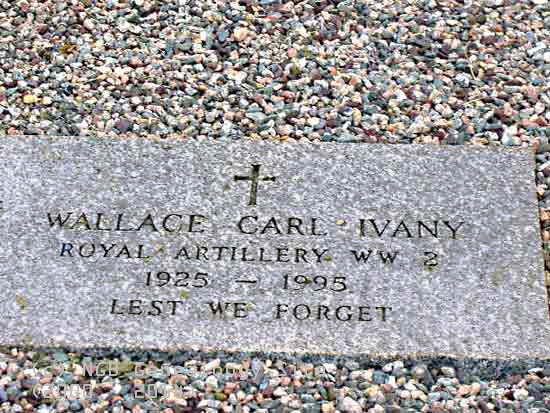 WALLACE CARL IVANY
ROYAL ARTILLERY WW 2
1925 — 1995
LEST WE FORGET